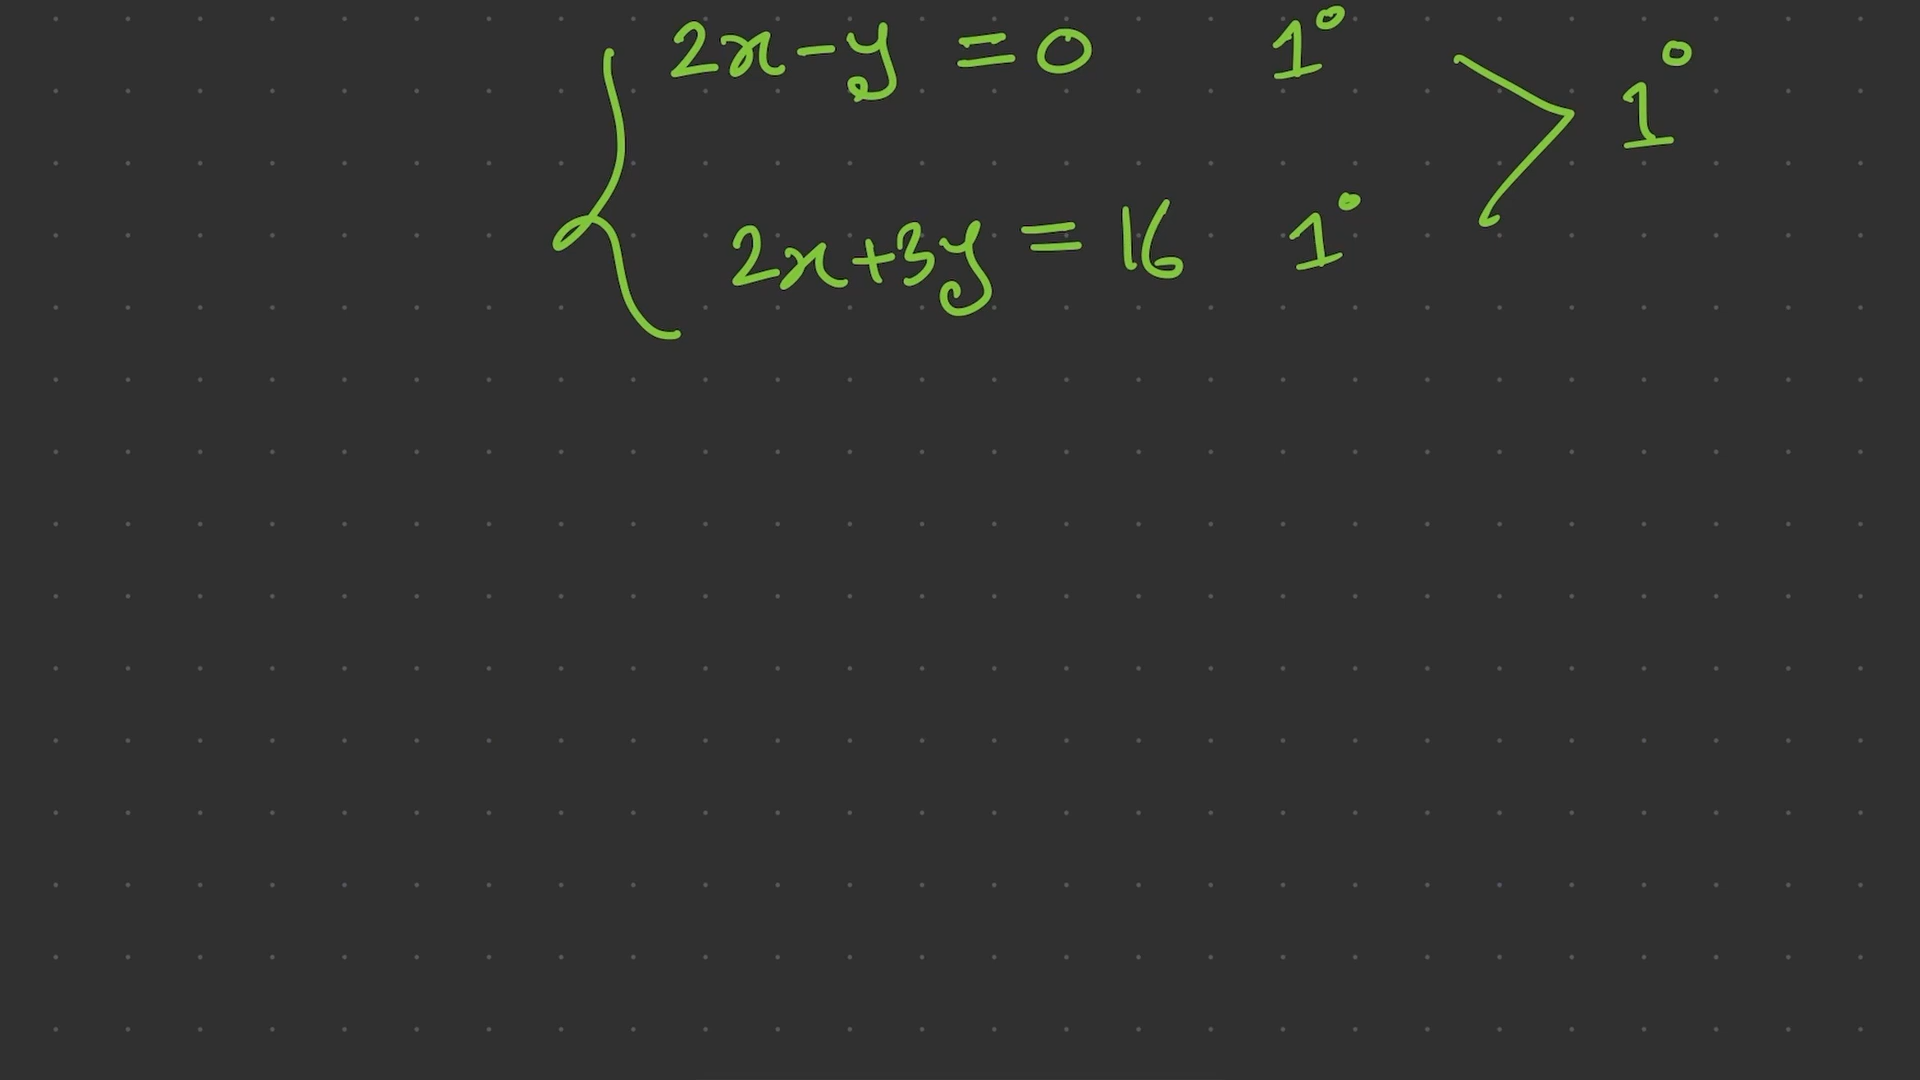 2x-y = 0 1° 1°
2x+3y = 16 1°